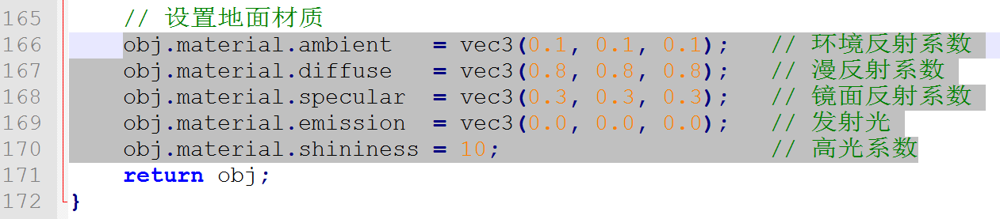 165 // 设置地面材质
166 obj.material.ambient = vec3(0.1, 0.1, 0.1); // 环境反射系数
167 obj.material.diffuse = vec3(0.8, 0.8, 0.8); // 漫反射系数
168 obj.material.specular = vec3(0.3, 0.3, 0.3); // 镜面反射系数
169 obj.material.emission = vec3(0.0, 0.0, 0.0); // 发射光
170 obj.material.shininess = 10; // 高光系数
171 return obj;
172 }